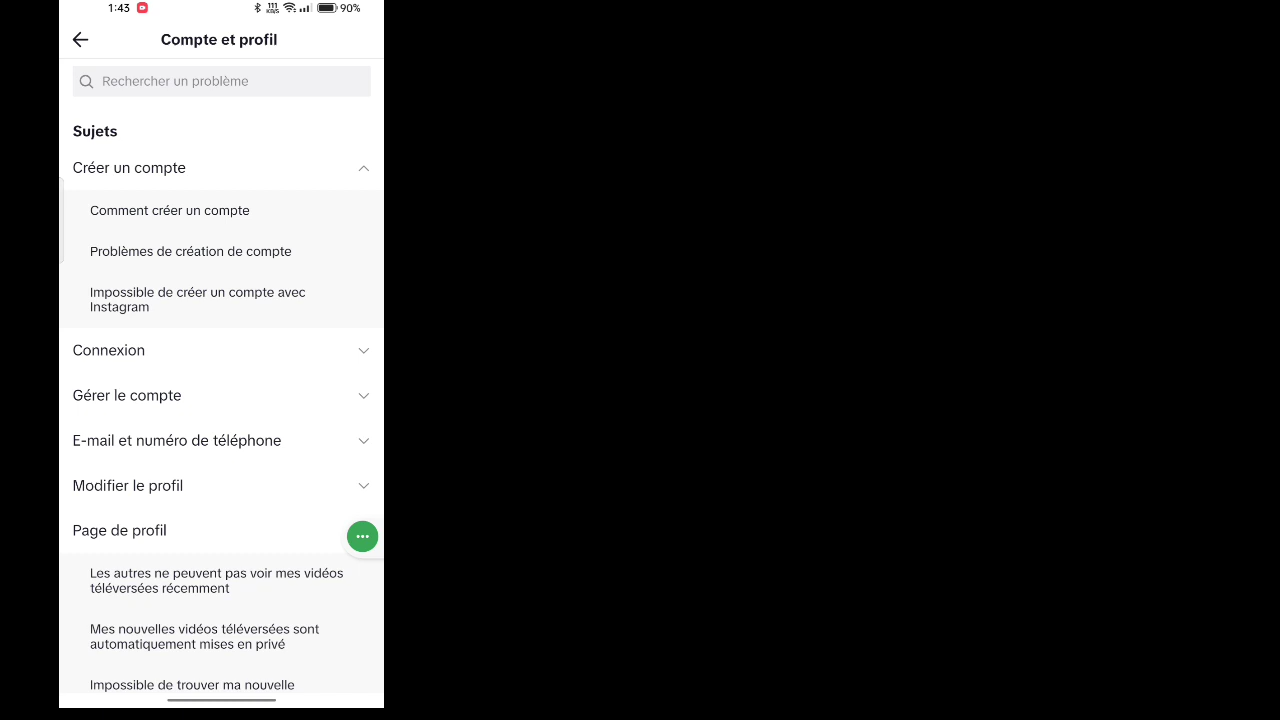 1:43
111
KB/S
90%
Compte et profil
Rechercher un problème
Sujets
Créer un compte
Comment créer un compte
Problèmes de création de compte
Impossible de créer un compte avec
Instagram
Connexion
Gérer le compte
E-mail et numéro de téléphone
Modifier le profil
Page de profil
Les autres ne peuvent pas voir mes vidéos
téléversées récemment
Mes nouvelles vidéos téléversées sont
automatiquement mises en privé
Impossible de trouver ma nouvelle